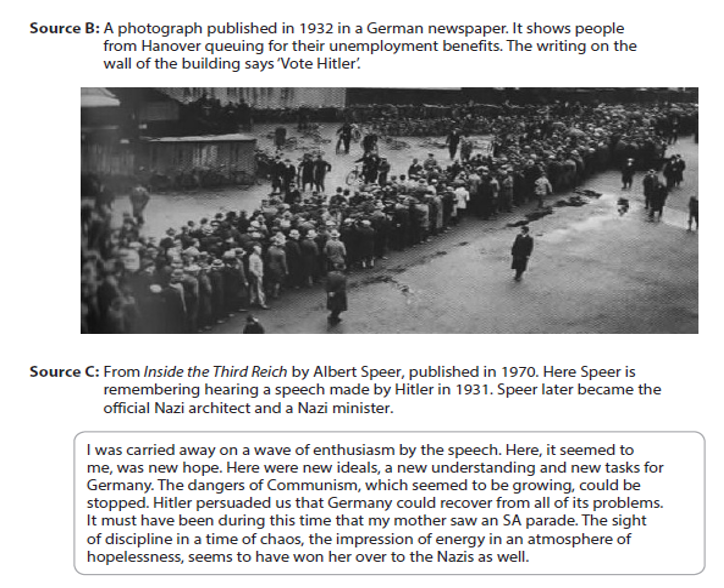 Source B: A photograph published in 1932 in a German newspaper. It shows people
from Hanover queuing for their unemployment benefits. The writing on the
wall of the building says ‘Vote Hitler’.
Source C: From Inside the Third Reich by Albert Speer, published in 1970. Here Speer is
remembering hearing a speech made by Hitler in 1931. Speer later became the
official Nazi architect and a Nazi minister.
I was carried away on a wave of enthusiasm by the speech. Here, it seemed to
me, was new hope. Here were new ideals, a new understanding and new tasks for
Germany. The dangers of Communism, which seemed to be growing, could be
stopped. Hitler persuaded us that Germany could recover from all of its problems.
It must have been during this time that my mother saw an SA parade. The sight
of discipline in a time of chaos, the impression of energy in an atmosphere of
hopelessness, seems to have won her over to the Nazis as well.